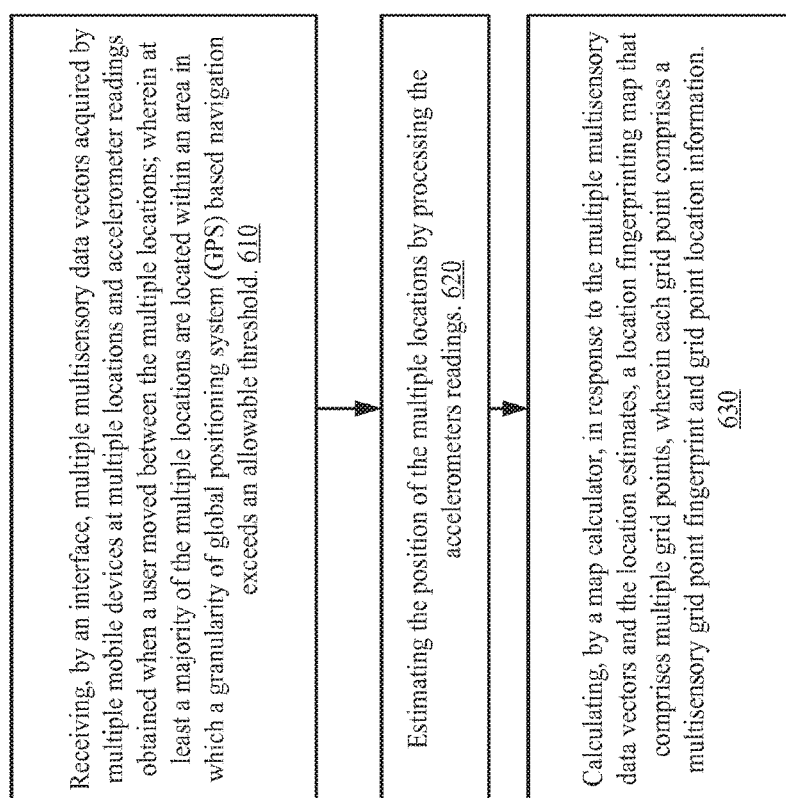 Receiving, by an interface, multiple multisensory data vectors acquired by
multiple mobile devices at multiple locations and accelerometer readings
obtained when a user moved between the multiple locations; wherein at
least a majority of the multiple locations are located within an area in
which a granularity of global positioning system (GPS) based navigation
exceeds an allowable threshold. 610
Estimating the position of the multiple locations by processing the
accelerometers readings. 620
Calculating, by a map calculator, in response to the multiple multisensory
data vectors and the location estimates, a location fingerprinting map that
comprises multiple grid points, wherein each grid point comprises a
multisensory grid point fingerprint and grid point location information.
630